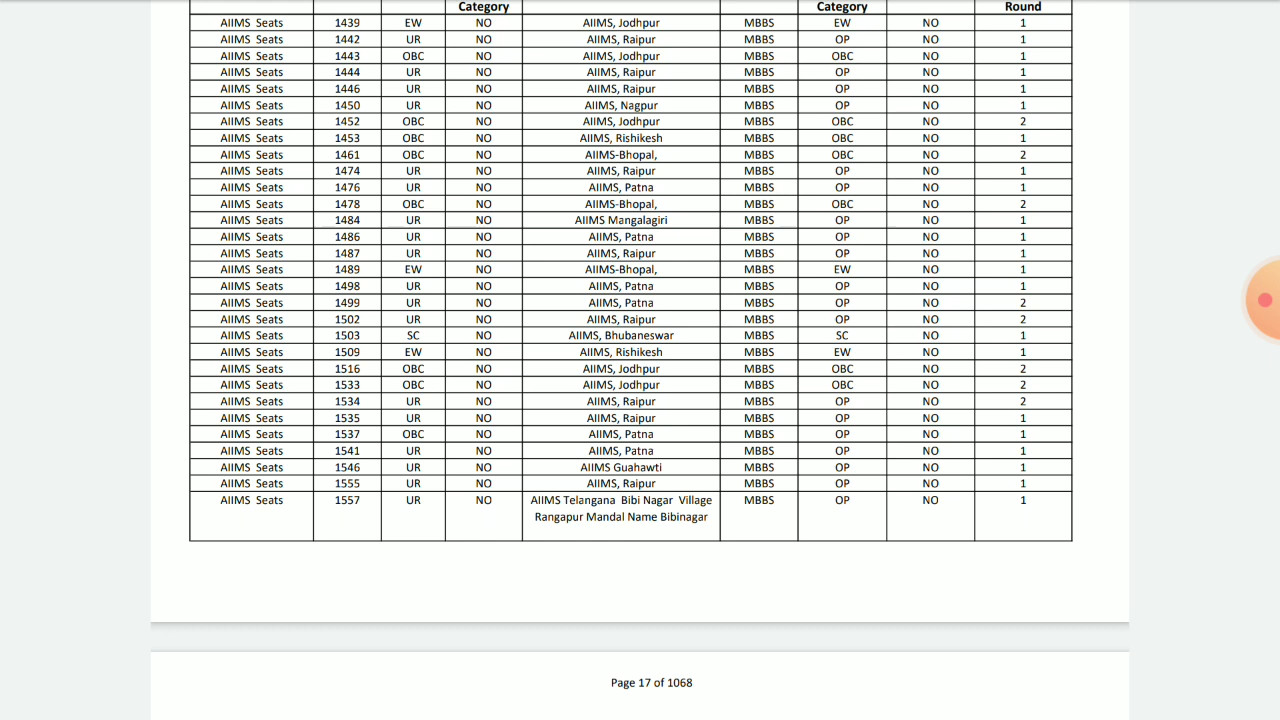 Category Category Round
AIIMS Seats 1439 EW NO AIIMS, Jodhpur MBBS EW NO 1
AIIMS Seats 1442 UR NO AIIMS, Raipur MBBS OP NO 1
AIIMS Seats 1443 OBC NO AIIMS, Jodhpur MBBS OBC NO 1
AIIMS Seats 1444 UR NO AIIMS, Raipur MBBS OP NO 1
AIIMS Seats 1446 UR NO AIIMS, Raipur MBBS OP NO 1
AIIMS Seats 1450 UR NO AIIMS, Nagpur MBBS OP NO 1
AIIMS Seats 1452 OBC NO AIIMS, Jodhpur MBBS OBC NO 2
AIIMS Seats 1453 OBC NO AIIMS, Rishikesh MBBS OBC NO 1
AIIMS Seats 1461 OBC NO AIIMS-Bhopal, MBBS OBC NO 2
AIIMS Seats 1474 UR NO AIIMS, Raipur MBBS OP NO 1
AIIMS Seats 1476 UR NO AIIMS, Patna MBBS OP NO 1
AIIMS Seats 1478 OBC NO AIIMS-Bhopal, MBBS OBC NO 2
AIIMS Seats 1484 UR NO AIIMS Mangalagiri MBBS OP NO 1
AIIMS Seats 1486 UR NO AIIMS, Patna MBBS OP NO 1
AIIMS Seats 1487 UR NO AIIMS, Raipur MBBS OP NO 1
AIIMS Seats 1489 EW NO AIIMS-Bhopal, MBBS EW NO 1
AIIMS Seats 1498 UR NO AIIMS, Patna MBBS OP NO 1
AIIMS Seats 1499 UR NO AIIMS, Patna MBBS OP NO 2
AIIMS Seats 1502 UR NO AIIMS, Raipur MBBS OP NO 2
AIIMS Seats 1503 SC NO AIIMS, Bhubaneswar MBBS SC NO 1
AIIMS Seats 1509 EW NO AIIMS, Rishikesh MBBS EW NO 1
AIIMS Seats 1516 OBC NO AIIMS, Jodhpur MBBS OBC NO 2
AIIMS Seats 1533 OBC NO AIIMS, Jodhpur MBBS OBC NO 2
AIIMS Seats 1534 UR NO AIIMS, Raipur MBBS OP NO 2
AIIMS Seats 1535 UR NO AIIMS, Raipur MBBS OP NO 1
AIIMS Seats 1537 OBC NO AIIMS, Patna MBBS OP NO 1
AIIMS Seats 1541 UR NO AIIMS, Patna MBBS OP NO 1
AIIMS Seats 1546 UR NO AIIMS Guahawti MBBS OP NO 1
AIIMS Seats 1555 UR NO AIIMS, Raipur MBBS OP NO 1
AIIMS Seats 1557 UR NO AIIMS Telangana Bibi Nagar Village MBBS OP NO 1
Rangapur Mandal Name Bibinagar
Page 17 of 1068